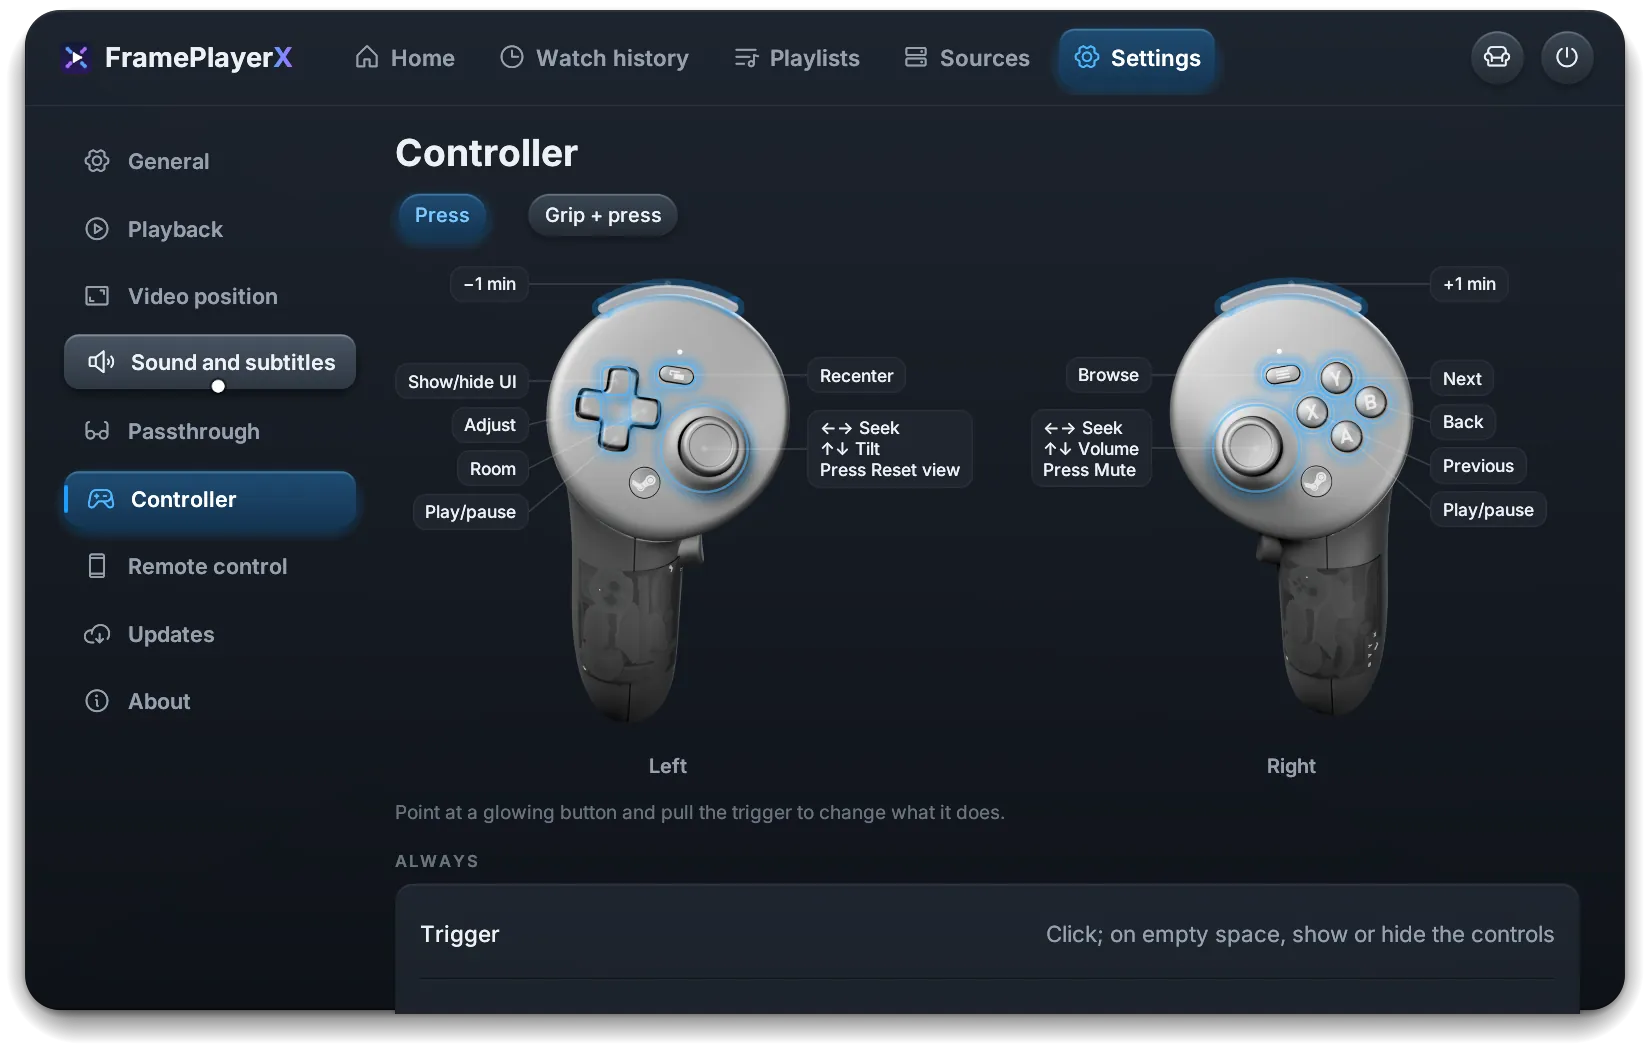 FramePlayerX
Home
Watch history
Playlists
Sources
Settings
General
Playback
Video position
Sound and subtitles
Passthrough
Controller
Remote control
Updates
About
Controller
Press
Grip + press
−1 min
Show/hide UI
Adjust
Room
Play/pause
Recenter
←→ Seek
↑↓ Tilt
Press Reset view
Left
Browse
←→ Seek
↑↓ Volume
Press Mute
Y
X
B
A
+1 min
Next
Back
Previous
Play/pause
Right
Point at a glowing button and pull the trigger to change what it does.
ALWAYS
Trigger
Click; on empty space, show or hide the controls